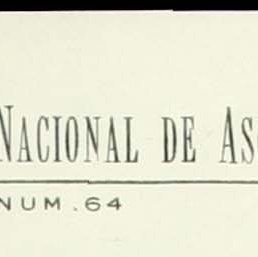 NACIONAL DE AS
NUM. 64